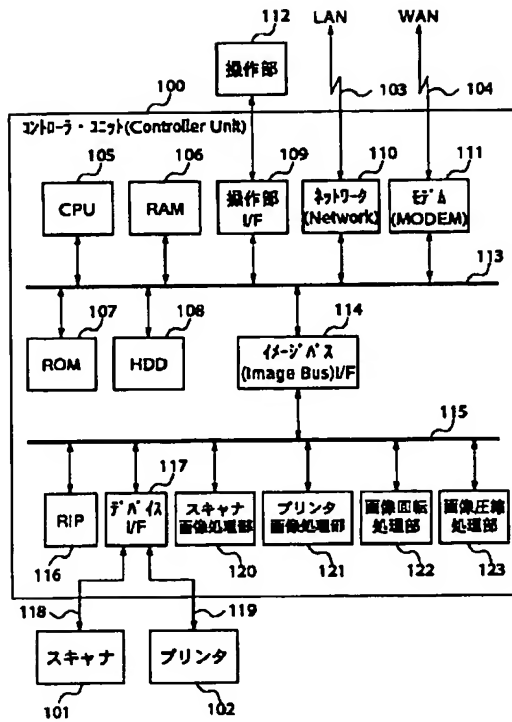 LAN
WAN
112
操作部
103
104
100
コントローラ・ユニット(Controller Unit)
105
106
109
110
111
CPU
RAM
操作部
I/F
ネットワーク
(Network)
モデム
(MODEM)
113
107
108
114
ROM
HDD
イメージバス
(Image Bus)I/F
115
117
RIP
デバイス
I/F
スキャナ
画像処理部
プリンタ
画像処理部
画像回転
処理部
画像圧縮
処理部
116
120
121
122
123
118
119
スキャナ
プリンタ
101
102